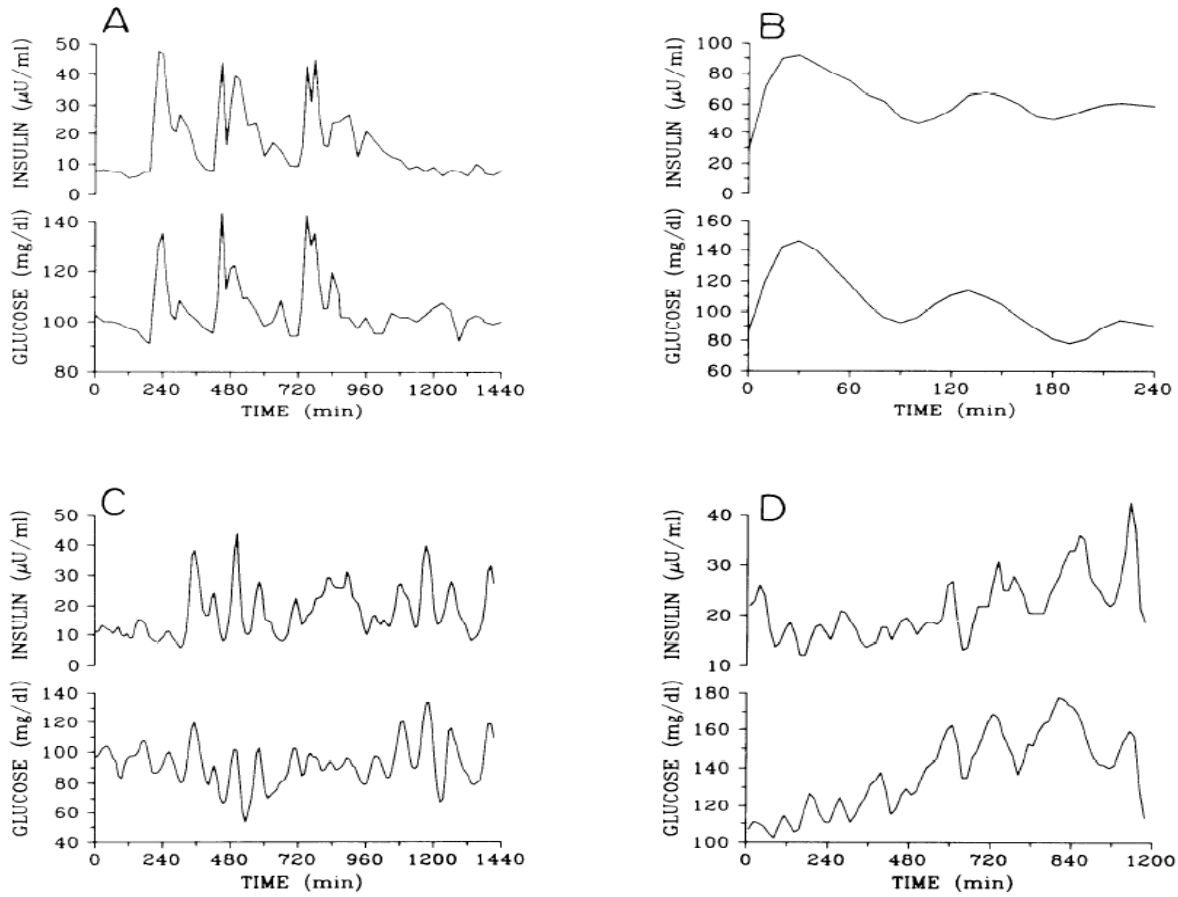 A
INSULIN (μU/ml)
50
40
30
20
10
0
GLUCOSE (mg/dl)
140
120
100
80
0 240 480 720 960 1200 1440
TIME (min)
B
INSULIN (μU/ml)
100
80
60
40
20
0
GLUCOSE (mg/dl)
160
140
120
100
80
60
0 60 120 180 240
TIME (min)
C
INSULIN (μU/ml)
50
40
30
20
10
0
GLUCOSE (mg/dl)
140
120
100
80
60
40
0 240 480 720 960 1200 1440
TIME (min)
D
INSULIN (μU/ml)
40
30
20
10
GLUCOSE (mg/dl)
180
160
140
120
100
0 240 480 720 840 1200
TIME (min)